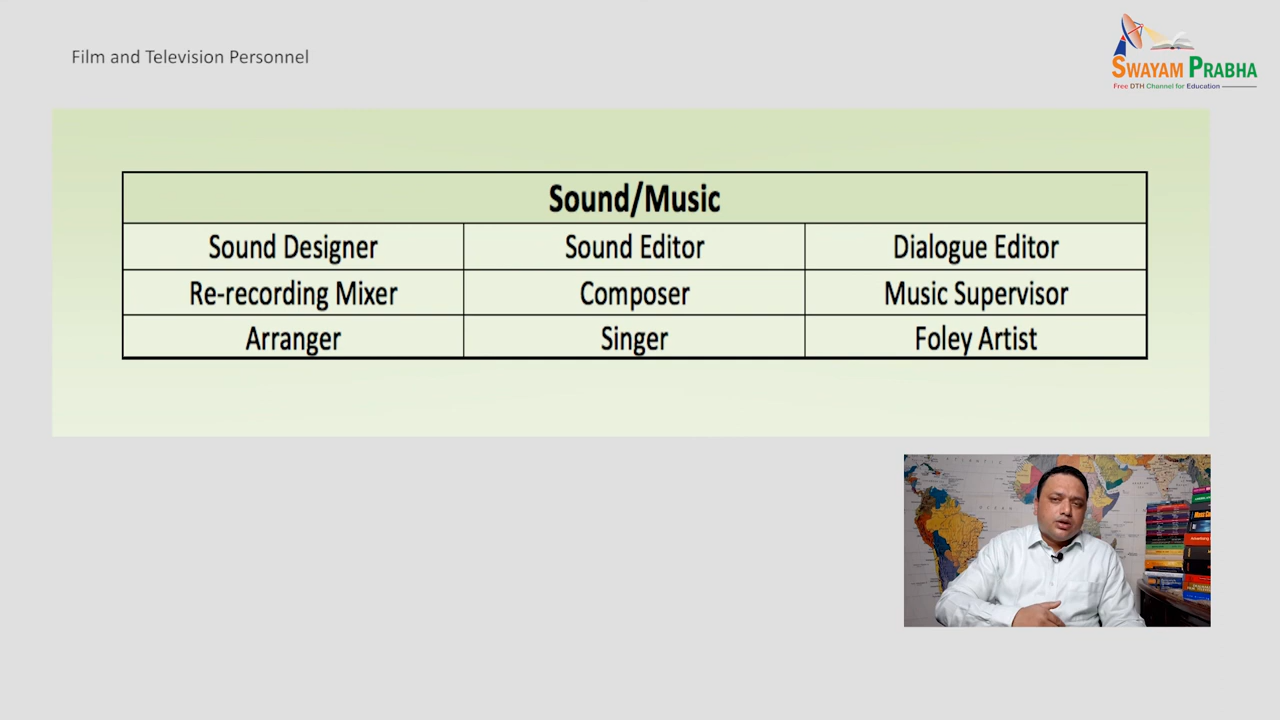 Film and Television Personnel
SWAYAM PRABHA
Free DTH Channel for Education
Sound/Music
Sound Designer Sound Editor Dialogue Editor
Re-recording Mixer Composer Music Supervisor
Arranger Singer Foley Artist